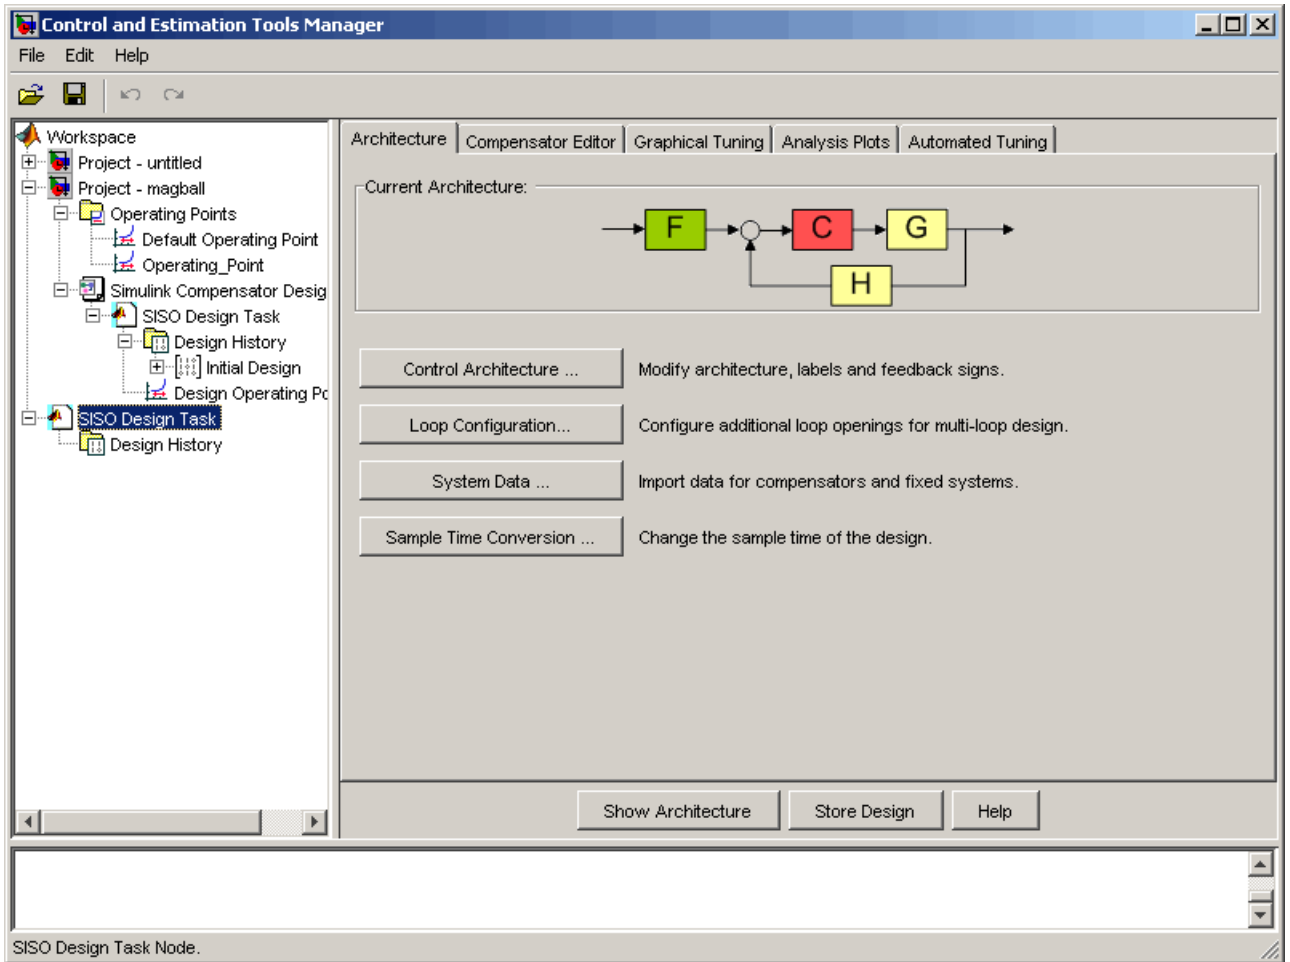 Control and Estimation Tools Manager
File Edit Help
Workspace
Project - untitled
Project - magball
Operating Points
Default Operating Point
Operating_Point
Simulink Compensator Desig
SISO Design Task
Design History
Initial Design
Design Operating Po
SISO Design Task
Design History
Architecture Compensator Editor Graphical Tuning Analysis Plots Automated Tuning
Current Architecture:
F C G
H
Control Architecture ... Modify architecture, labels and feedback signs.
Loop Configuration... Configure additional loop openings for multi-loop design.
System Data ... Import data for compensators and fixed systems.
Sample Time Conversion ... Change the sample time of the design.
Show Architecture Store Design Help
SISO Design Task Node.